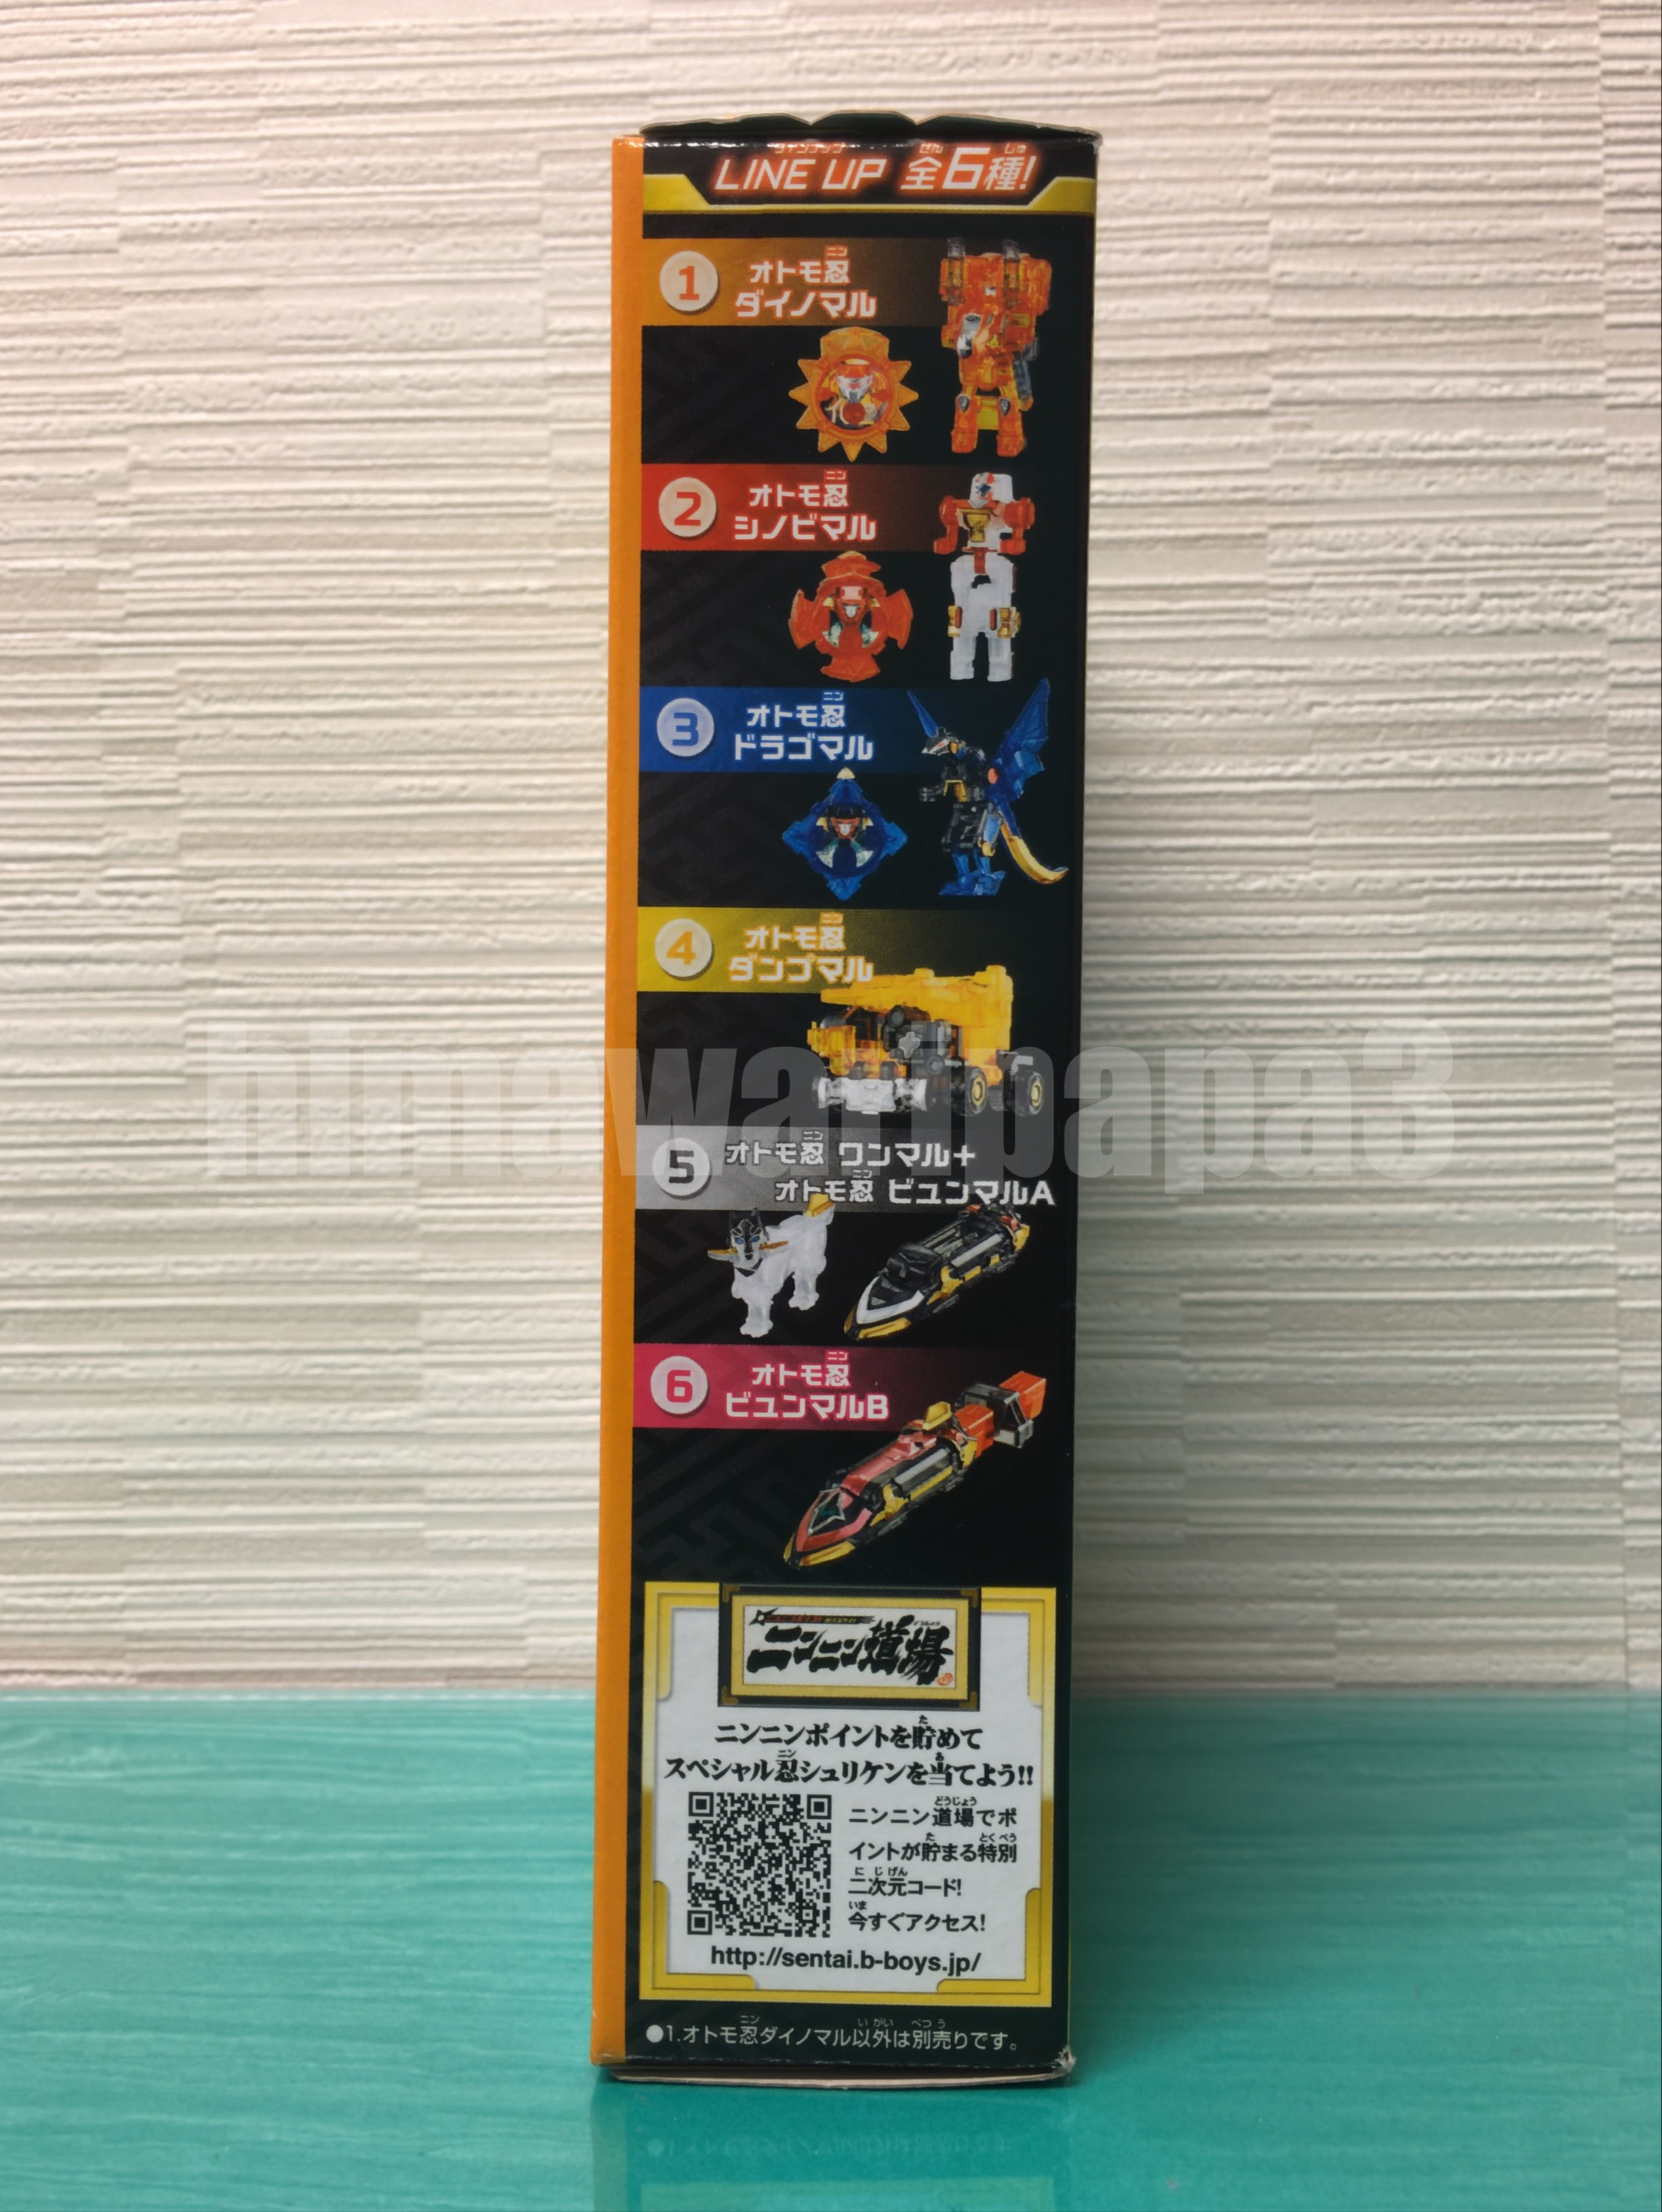 ラインナップ
LINE UP 全6種!
1 オトモ忍
ダイノマル
2 オトモ忍
シノビマル
3 オトモ忍
ドラゴマル
4 オトモ忍
ダンプマル
himawaripapa3
5 オトモ忍 ワンマル+
オトモ忍 ビュンマルA
6 オトモ忍
ビュンマルB
ニンニン道場
ニンニンポイントを貯めて
スペシャル忍シュリケンを当てよう!!
ニンニン道場でポ
イントが貯まる特別
二次元コード!
今すぐアクセス!
http://sentai.b-boys.jp/
●1.オトモ忍ダイノマル以外は別売りです。